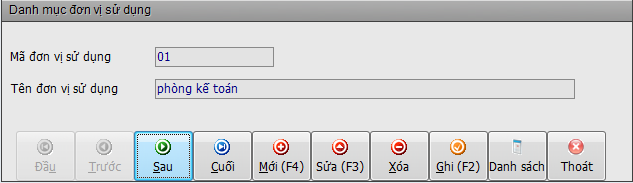 Danh mục đơn vị sử dụng
Mã đơn vị sử dụng 01
Tên đơn vị sử dụng phòng kế toán
Đầu Trước Sau Cuối Mới (F4) Sửa (F3) Xóa Ghi (F2) Danh sách Thoát